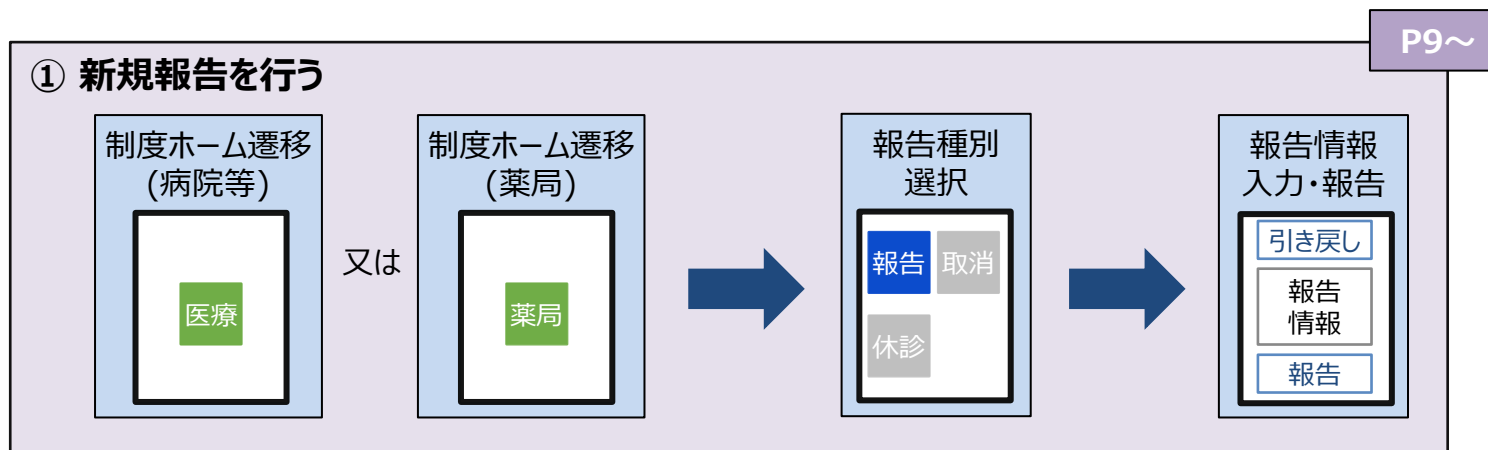 P9～
① 新規報告を行う
制度ホーム遷移
(病院等)
医療
又は
制度ホーム遷移
(薬局)
薬局
報告種別
選択
報告 取消
休診
報告情報
入力・報告
引き戻し
報告
情報
報告